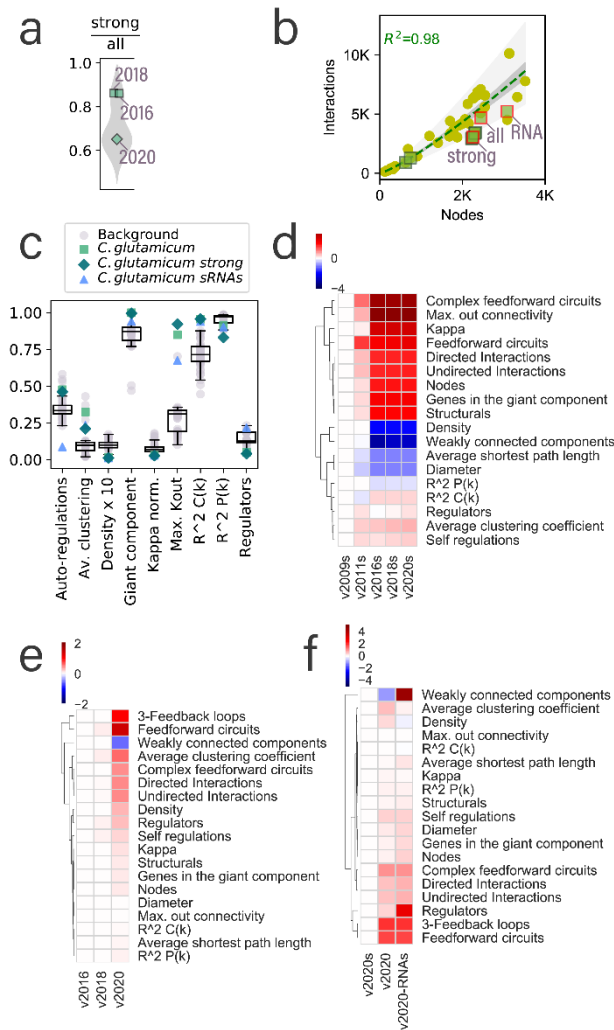 a
strong
all
1.0
0.8
0.6
2018
2016
2020
b
Interactions
10K
5K
0
R²=0.98
all
RNA
strong
0
2K
4K
Nodes
c
Background
C. glutamicum
C. glutamicum strong
C. glutamicum sRNAs
1.00
0.75
0.50
0.25
0.00
Auto-regulations
Av. clustering
Density x 10
Giant component
Kappa norm.
Max. Kout
R^2 C(k)
R^2 P(k)
Regulators
d
0
−4
Complex feedforward circuits
Max. out connectivity
Kappa
Feedforward circuits
Directed Interactions
Undirected Interactions
Nodes
Genes in the giant component
Structurals
Density
Weakly connected components
Average shortest path length
Diameter
R^2 P(k)
R^2 C(k)
Regulators
Average clustering coefficient
Self regulations
v2009s
v2011s
v2016s
v2018s
v2020s
e
2
0
−2
3-Feedback loops
Feedforward circuits
Weakly connected components
Average clustering coefficient
Complex feedforward circuits
Directed Interactions
Undirected Interactions
Density
Regulators
Self regulations
Kappa
Structurals
Genes in the giant component
Nodes
Diameter
Max. out connectivity
R^2 C(k)
Average shortest path length
R^2 P(k)
v2016
v2018
v2020
f
4
2
0
−2
−4
Weakly connected components
Average clustering coefficient
Density
Max. out connectivity
R^2 C(k)
Average shortest path length
Kappa
R^2 P(k)
Structurals
Self regulations
Diameter
Genes in the giant component
Nodes
Complex feedforward circuits
Directed Interactions
Undirected Interactions
Regulators
3-Feedback loops
Feedforward circuits
v2020s
v2020
v2020-RNAs